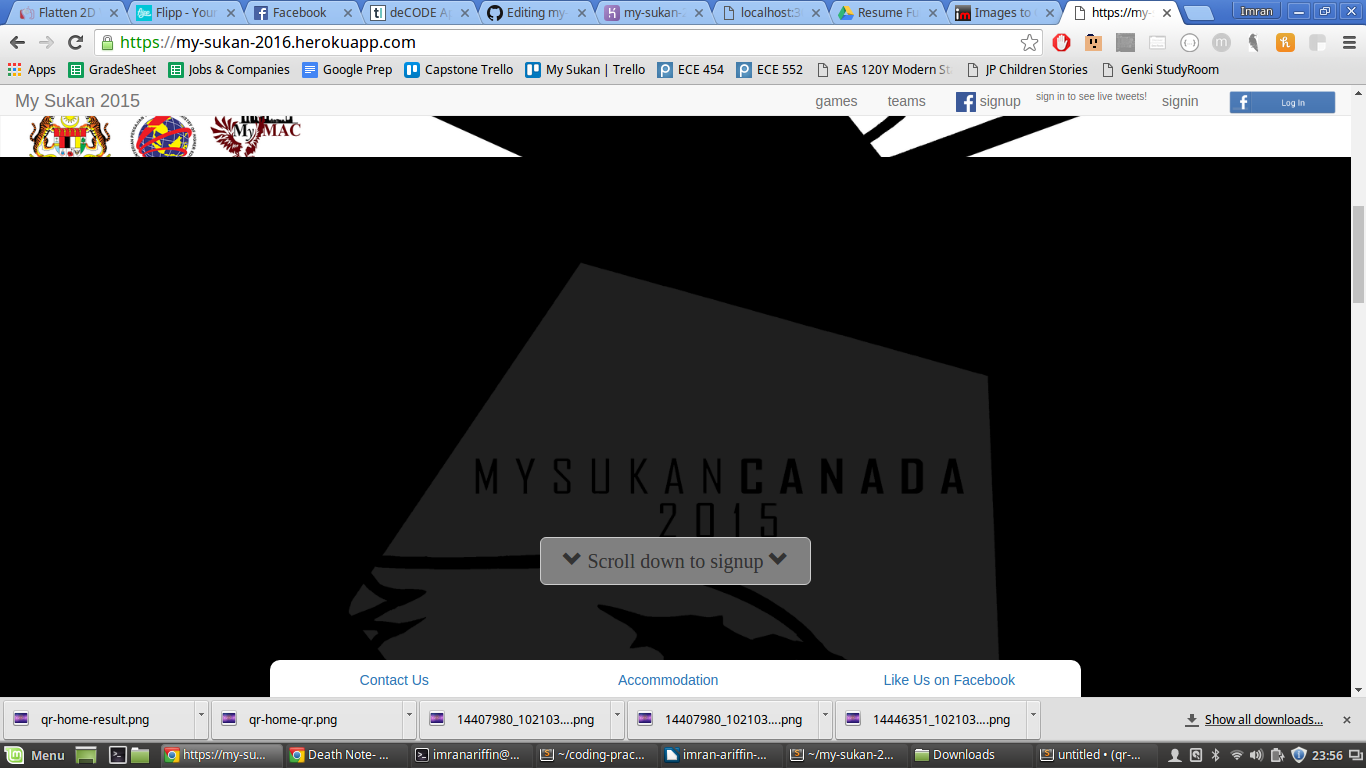 Flatten 2D
Flipp - Your
Facebook
deCODE Ap
Editing my-
my-sukan-2
localhost:3
Resume Fu
Images to
https://my-
Imran
https://my-sukan-2016.herokuapp.com
Apps
GradeSheet
Jobs & Companies
Google Prep
Capstone Trello
My Sukan | Trello
ECE 454
ECE 552
EAS 120Y Modern St
JP Children Stories
Genki StudyRoom
My Sukan 2015
games
teams
signup
sign in to see live tweets!
signin
Log In
MyMAC
MYSUKANCANADA
2015
Scroll down to signup
Contact Us
Accommodation
Like Us on Facebook
qr-home-result.png
qr-home-qr.png
14407980_102103....png
14407980_102103....png
14446351_102103....png
Show all downloads...
Menu
https://my-su...
Death Note- ...
imranariffin@...
~/coding-prac...
imran-ariffin-...
~/my-sukan-2...
Downloads
untitled • (qr-...
23:56